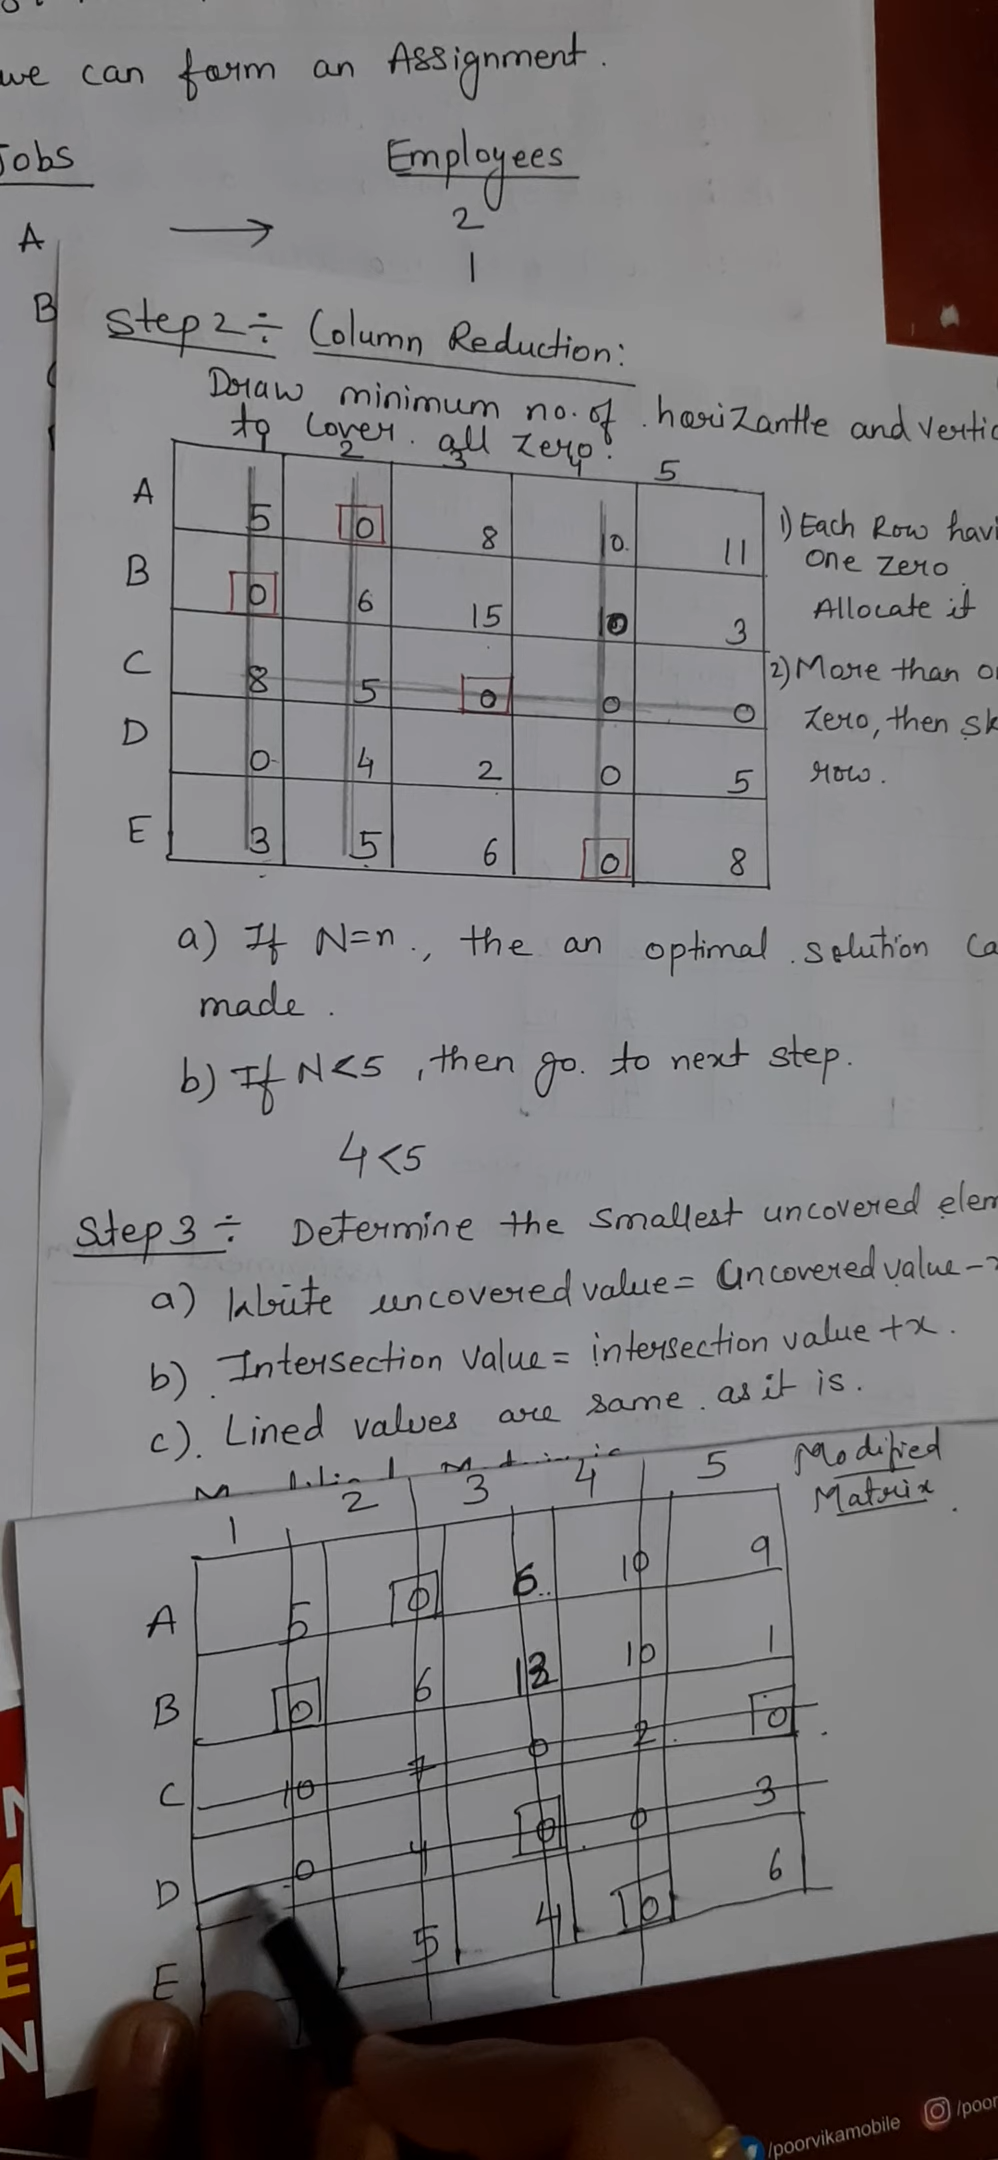 we can form an Assignment.
Jobs Employees
A → 2
B 1
Step 2 ÷ Column Reduction:
Draw minimum no. of horizantle and vertic
to cover all zero.
2 3 4 5
A 5 0 8 10 11
B 0 6 15 10 3
C 8 5 0 0 0
D 0 4 2 0 5
E 3 5 6 0 8
1) Each Row havi
one zero
Allocate it
2) More than o
zero, then sk
row.
a) If N=n., the an optimal solution ca
made.
b) If N<5, then go to next step.
4<5
Step 3 ÷ Determine the smallest uncovered elem
a) Write uncovered value = Uncovered value -
b) Intersection value = intersection value +x.
c). Lined values are same as it is.
1 2 3 4 5
Modified
Matrix.
A 5 0 6 10 9
B 0 6 13 10 1
C 10 7 0 2 0
D 0 4 0 0 3
E 5 4 0 6
/poorvikamobile /poor